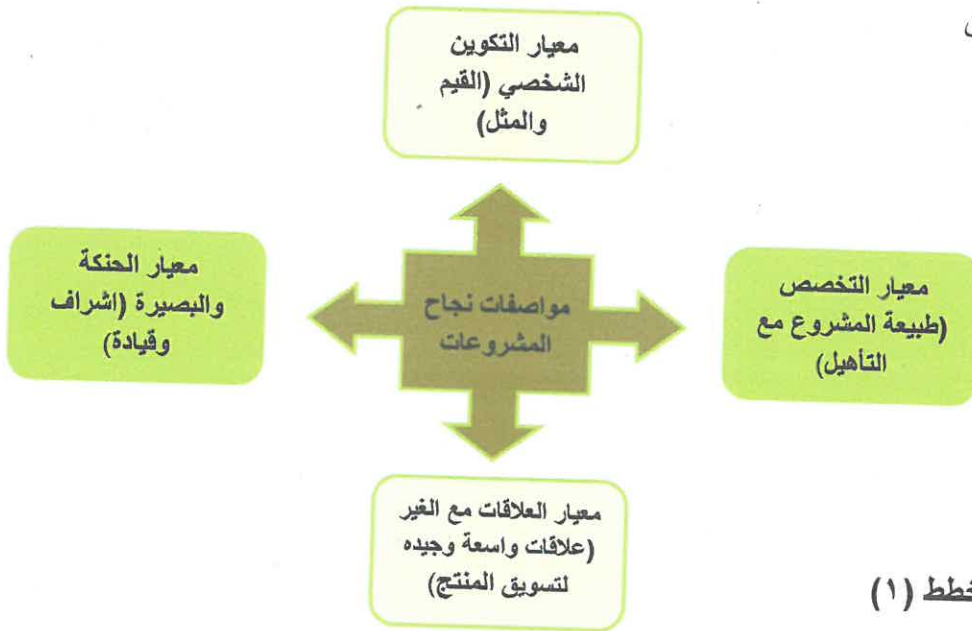 معيار التكوين
الشخصي (القيم
والمثل)
معيار التخصص
(طبيعة المشروع مع
التأهيل)
مواصفات نجاح
المشروعات
معيار الحنكة
والبصيرة (اشراف
وقيادة)
معيار العلاقات مع الغير
(علاقات واسعة وجيده
لتسويق المنتج)
(١)